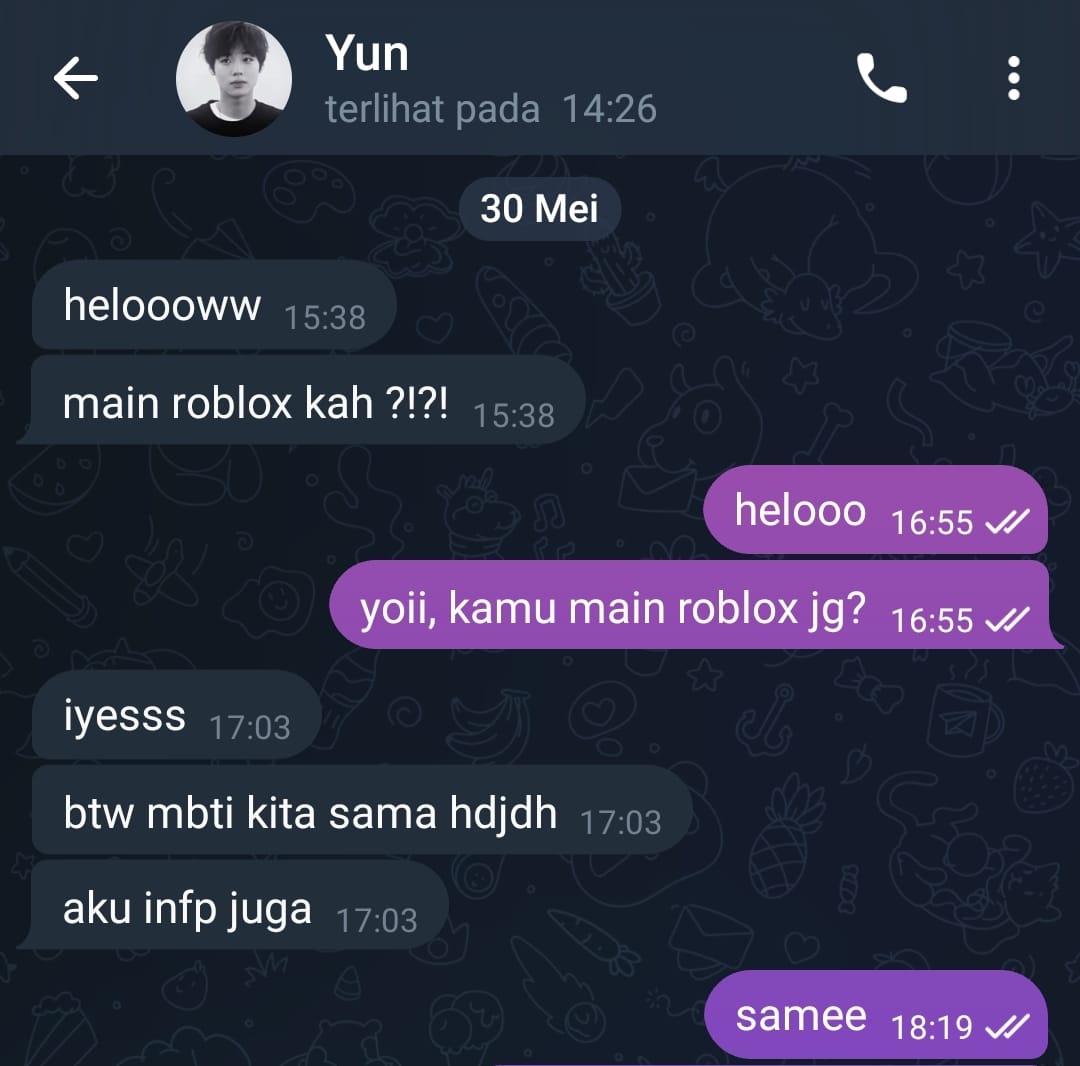 Yun
terlihat pada 14:26
30 Mei
heloooww 15:38
main roblox kah ?!?! 15:38
helooo 16:55
yoii, kamu main roblox jg? 16:55
iyesss 17:03
btw mbti kita sama hdjdh 17:03
aku infp juga 17:03
samee 18:19